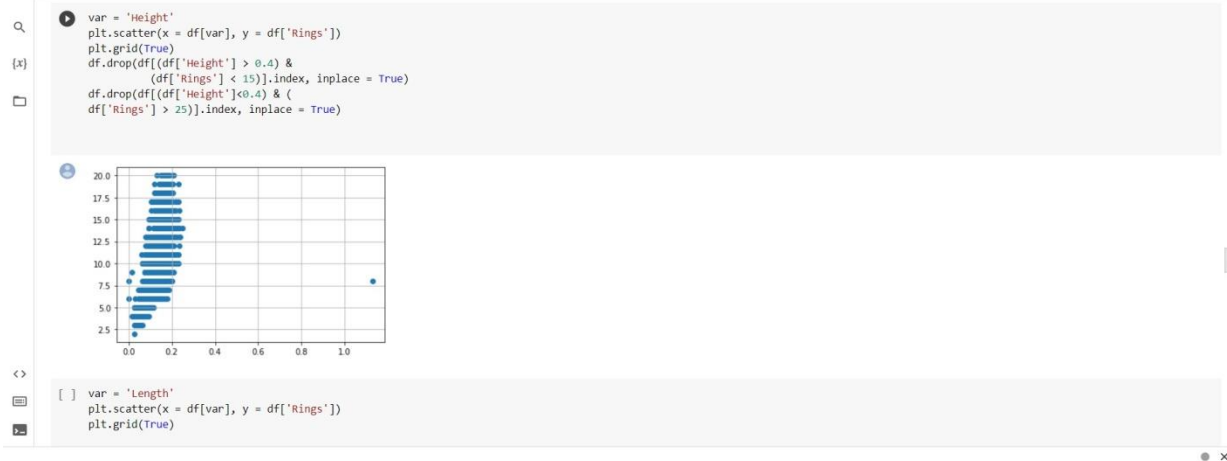 var = 'Height'
plt.scatter(x = df[var], y = df['Rings'])
plt.grid(True)
df.drop(df[(df['Height'] > 0.4) &
(df['Rings'] < 15)].index, inplace = True)
df.drop(df[(df['Height']<0.4) & (
df['Rings'] > 25)].index, inplace = True)
{x}
20.0
17.5
15.0
12.5
10.0
7.5
5.0
2.5
0.0 0.2 0.4 0.6 0.8 1.0
[ ] var = 'Length'
plt.scatter(x = df[var], y = df['Rings'])
plt.grid(True)